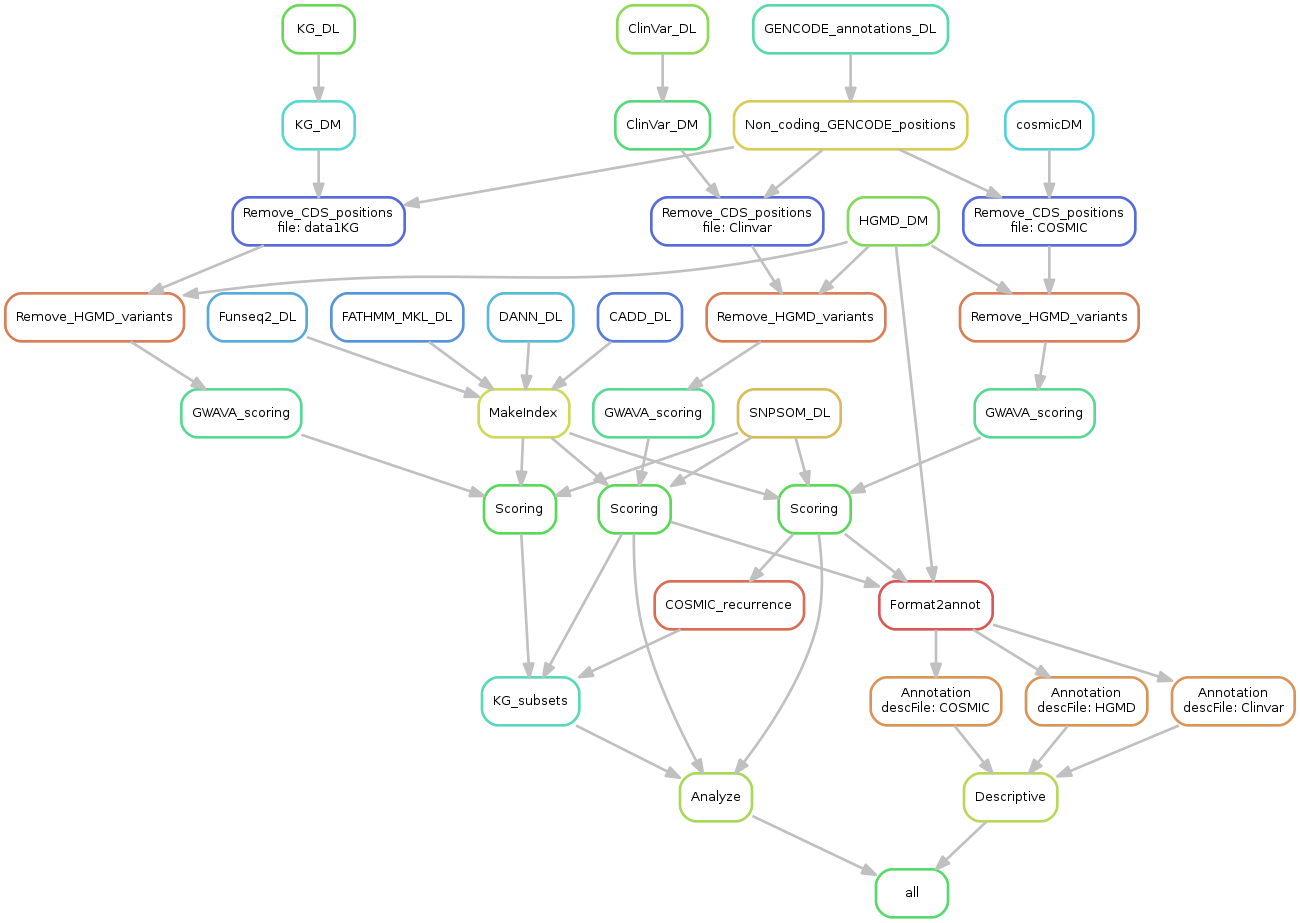 KG_DL
ClinVar_DL
GENCODE_annotations_DL
KG_DM
ClinVar_DM
Non_coding_GENCODE_positions
cosmicDM
Remove_CDS_positions
file: data1KG
Remove_CDS_positions
file: Clinvar
HGMD_DM
Remove_CDS_positions
file: COSMIC
Remove_HGMD_variants
Funseq2_DL
FATHMM_MKL_DL
DANN_DL
CADD_DL
Remove_HGMD_variants
Remove_HGMD_variants
GWAVA_scoring
MakeIndex
GWAVA_scoring
SNPSOM_DL
GWAVA_scoring
Scoring
Scoring
Scoring
COSMIC_recurrence
Format2annot
KG_subsets
Annotation
descFile: COSMIC
Annotation
descFile: HGMD
Annotation
descFile: Clinvar
Analyze
Descriptive
all